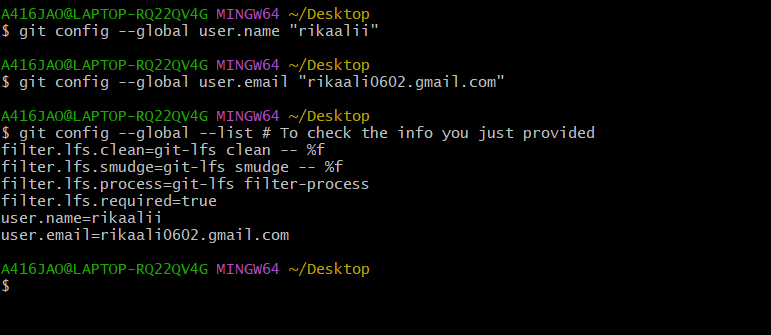 A416JAO@LAPTOP-RQ22QV4G MINGW64 ~/Desktop
$ git config --global user.name "rikaalii"
A416JAO@LAPTOP-RQ22QV4G MINGW64 ~/Desktop
$ git config --global user.email "rikaali0602.gmail.com"
A416JAO@LAPTOP-RQ22QV4G MINGW64 ~/Desktop
$ git config --global --list # To check the info you just provided
filter.lfs.clean=git-lfs clean -- %f
filter.lfs.smudge=git-lfs smudge -- %f
filter.lfs.process=git-lfs filter-process
filter.lfs.required=true
user.name=rikaalii
user.email=rikaali0602.gmail.com
A416JAO@LAPTOP-RQ22QV4G MINGW64 ~/Desktop
$